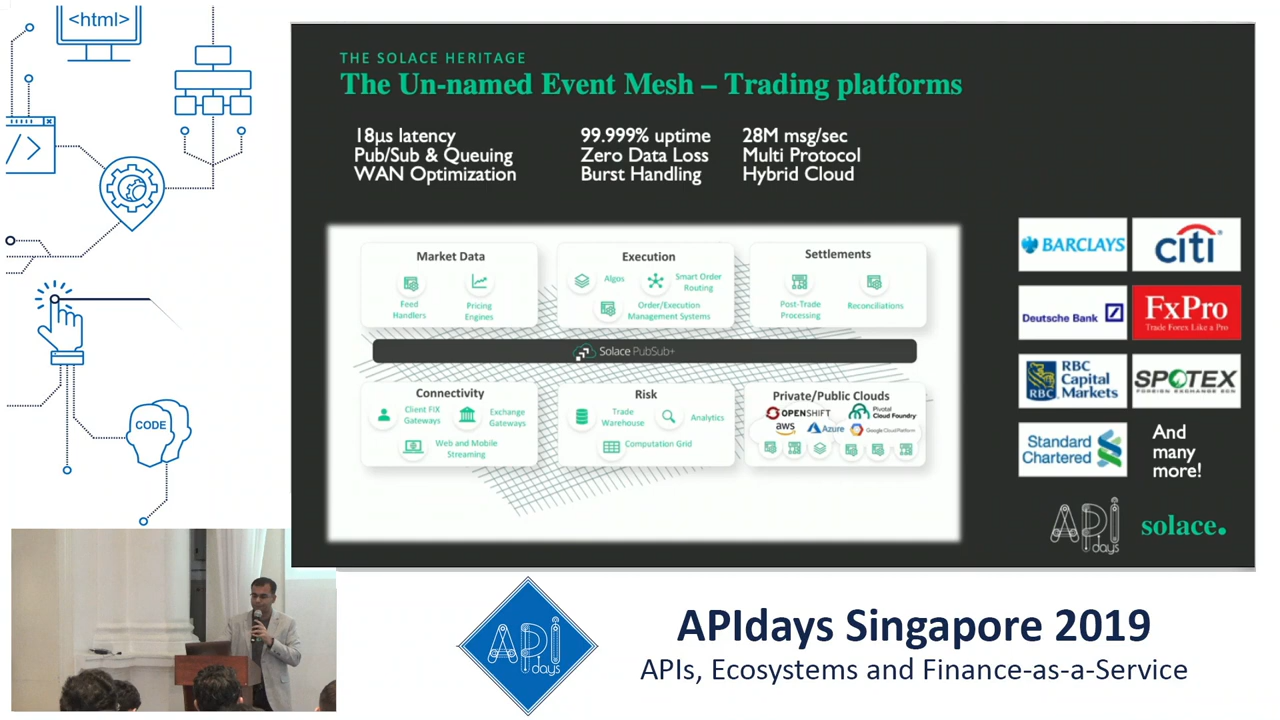 <html>
</>
CODE
THE SOLACE HERITAGE
The Un-named Event Mesh – Trading platforms
18µs latency
Pub/Sub & Queuing
WAN Optimization
99.999% uptime
Zero Data Loss
Burst Handling
28M msg/sec
Multi Protocol
Hybrid Cloud
Market Data
Feed
Handlers
Pricing
Engines
Execution
Algos
Smart Order
Routing
Order/Execution
Management Systems
Settlements
Post-Trade
Processing
Reconciliations
Solace PubSub+
Connectivity
Client FIX
Gateways
Exchange
Gateways
Web and Mobile
Streaming
Risk
Trade
Warehouse
Analytics
Computation Grid
Private/Public Clouds
OPENSHIFT
Pivotal
Cloud Foundry
aws
Azure
Google Cloud Platform
BARCLAYS
citi
Deutsche Bank
FxPro
Trade Forex Like a Pro
RBC
Capital
Markets
SPOTEX
FOREIGN EXCHANGE ECN
Standard
Chartered
And
many
more!
API
days
solace.
API
days
APIdays Singapore 2019
APIs, Ecosystems and Finance-as-a-Service